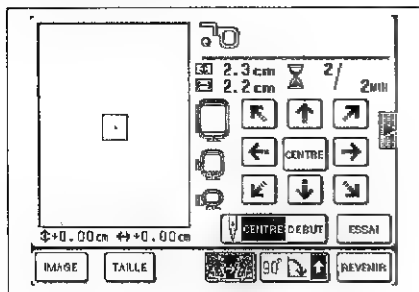 2.3cm 2/
2.2cm 2MIN
CENTRE
CENTRE DEBUT ESSAI
↕+0.00cm ↔+0.00cm
IMAGE TAILLE 90° REVENIR